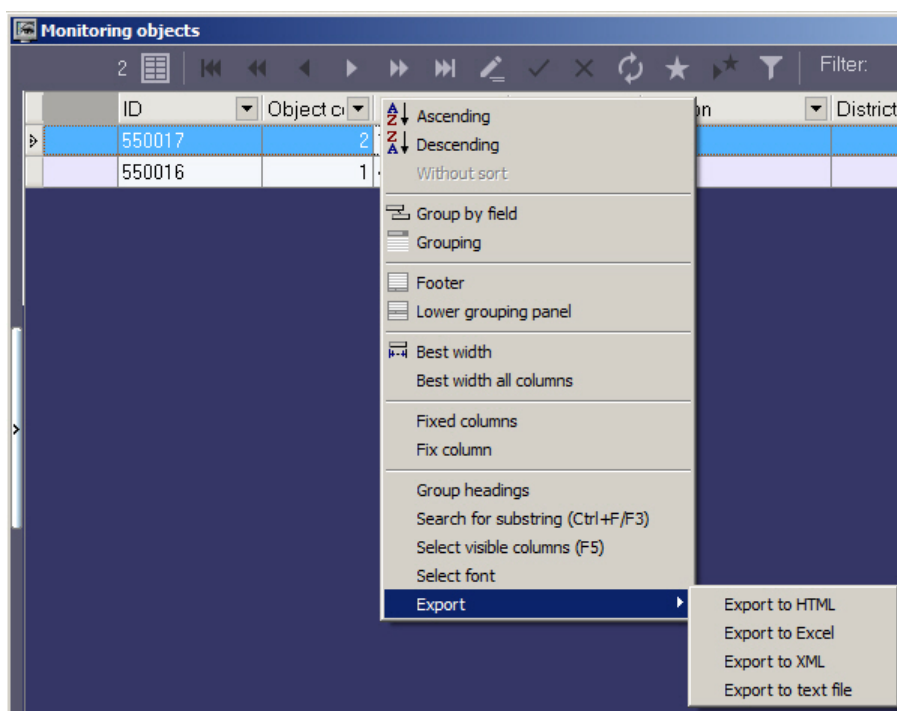 Monitoring objects
2 Filter:
ID Object co on District
550017 2
550016 1
Ascending
Descending
Without sort
Group by field
Grouping
Footer
Lower grouping panel
Best width
Best width all columns
Fixed columns
Fix column
Group headings
Search for substring (Ctrl+F/F3)
Select visible columns (F5)
Select font
Export
Export to HTML
Export to Excel
Export to XML
Export to text file